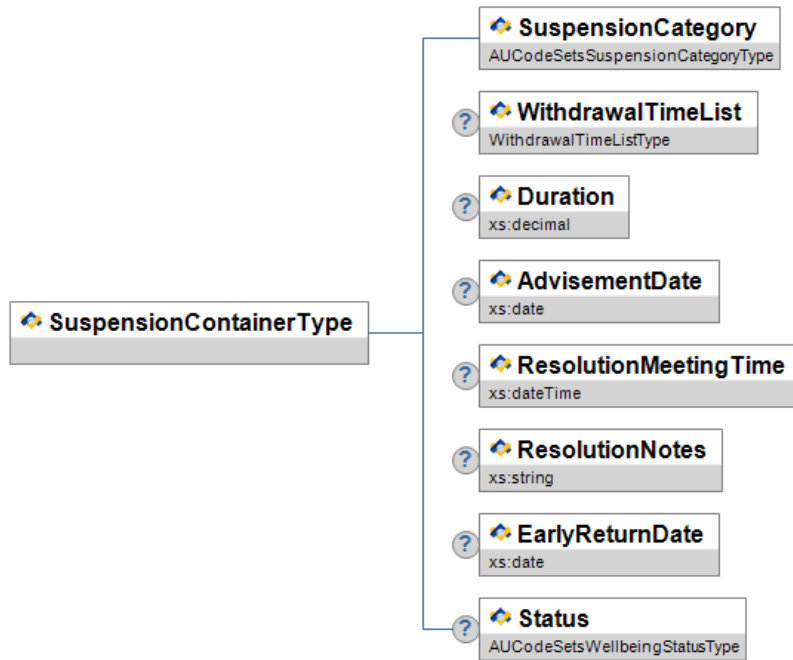 SuspensionCategory
AUCodeSetsSuspensionCategoryType
?
WithdrawalTimeList
WithdrawalTimeListType
?
Duration
xs:decimal
?
AdvisementDate
xs:date
SuspensionContainerType
?
ResolutionMeetingTime
xs:dateTime
?
ResolutionNotes
xs:string
?
EarlyReturnDate
xs:date
?
Status
AUCodeSetsWellbeingStatusType